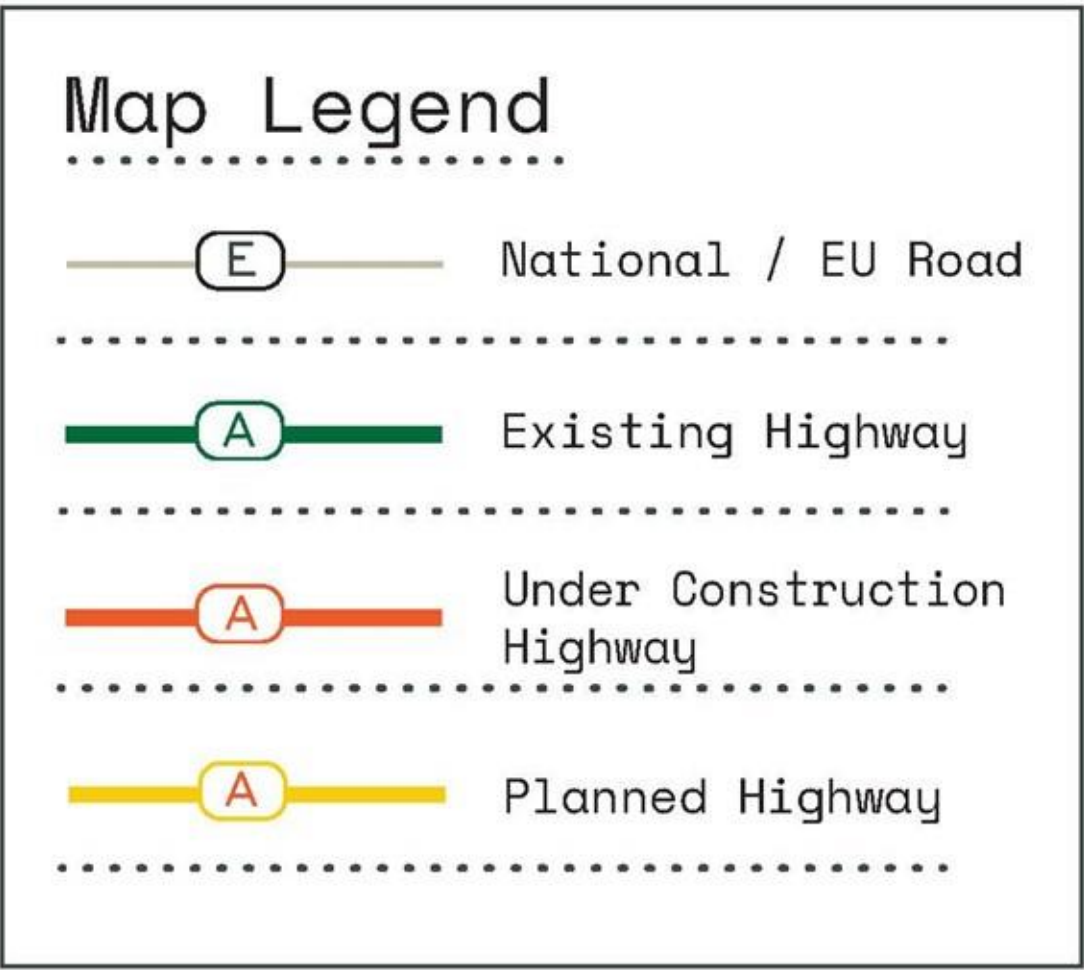 Map Legend
E National / EU Road
A Existing Highway
A Under Construction
Highway
A Planned Highway